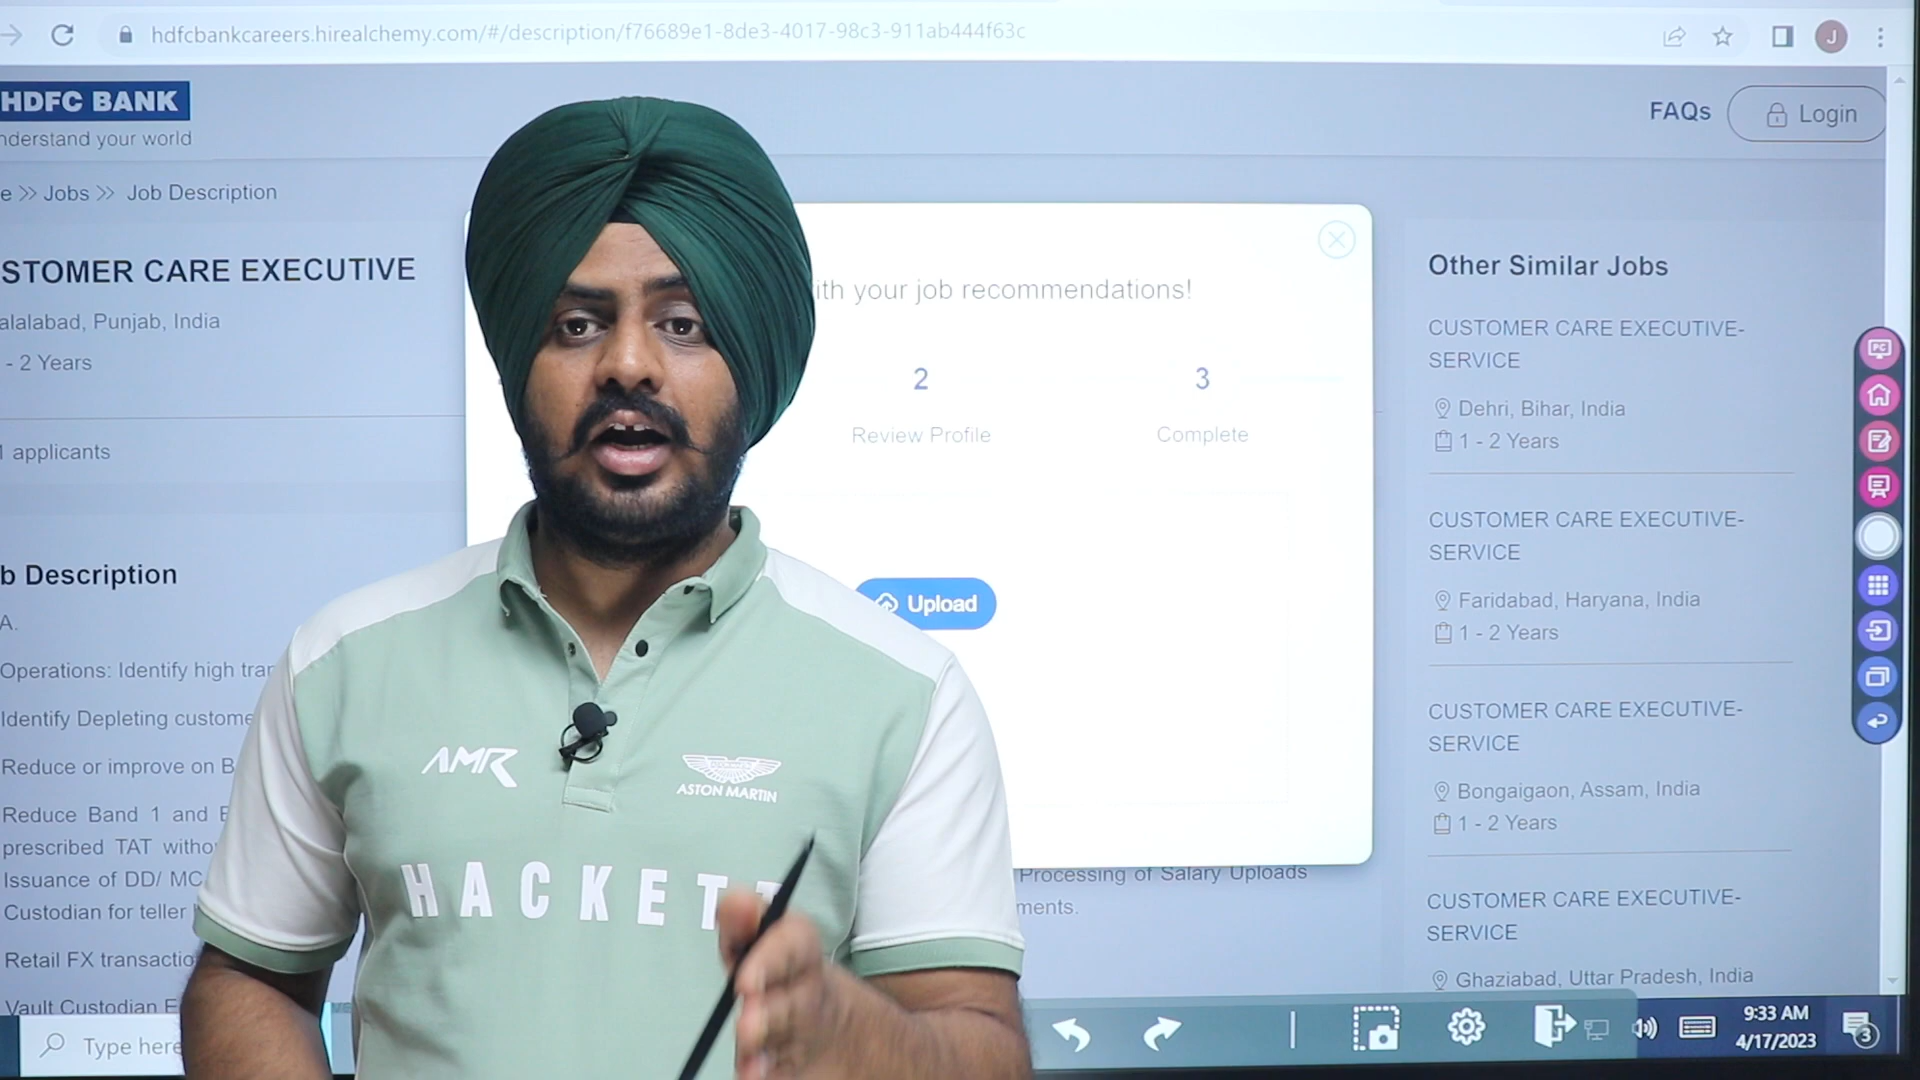 hdfcbankcareers.hirealchemy.com/#/description/f76689e1-8de3-4017-98c3-911ab444f63c
J
HDFC BANK
nderstand your world
FAQs
Login
e >> Jobs >> Job Description
STOMER CARE EXECUTIVE
alalabad, Punjab, India
- 2 Years
applicants
b Description
A.
Operations: Identify high tra
Identify Depleting custome
Reduce or improve on B
Reduce Band 1 and
prescribed TAT witho
Issuance of DD/ MC
Custodian for teller
Retail FX transactio
Vault Custodian
ith your job recommendations!
2
3
Review Profile
Complete
Upload
Processing of Salary Uploads
ments.
Other Similar Jobs
CUSTOMER CARE EXECUTIVE-
SERVICE
Dehri, Bihar, India
1 - 2 Years
CUSTOMER CARE EXECUTIVE-
SERVICE
Faridabad, Haryana, India
1 - 2 Years
CUSTOMER CARE EXECUTIVE-
SERVICE
Bongaigaon, Assam, India
1 - 2 Years
CUSTOMER CARE EXECUTIVE-
SERVICE
Ghaziabad, Uttar Pradesh, India
PC
AMR
ASTON MARTIN
HACKETT
Type here
9:33 AM
4/17/2023
3